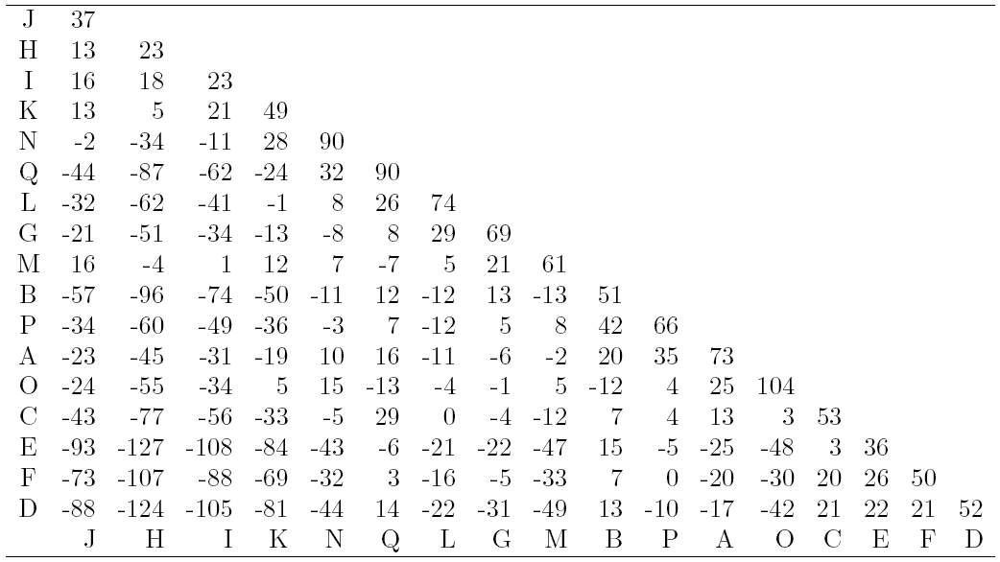 J 37
H 13 23
I 16 18 23
K 13 5 21 49
N -2 -34 -11 28 90
Q -44 -87 -62 -24 32 90
L -32 -62 -41 -1 8 26 74
G -21 -51 -34 -13 -8 8 29 69
M 16 -4 1 12 7 -7 5 21 61
B -57 -96 -74 -50 -11 12 -12 13 -13 51
P -34 -60 -49 -36 -3 7 -12 5 8 42 66
A -23 -45 -31 -19 10 16 -11 -6 -2 20 35 73
O -24 -55 -34 5 15 -13 -4 -1 5 -12 4 25 104
C -43 -77 -56 -33 -5 29 0 -4 -12 7 4 13 3 53
E -93 -127 -108 -84 -43 -6 -21 -22 -47 15 -5 -25 -48 3 36
F -73 -107 -88 -69 -32 3 -16 -5 -33 7 0 -20 -30 20 26 50
D -88 -124 -105 -81 -44 14 -22 -31 -49 13 -10 -17 -42 21 22 21 52
J H I K N Q L G M B P A O C E F D